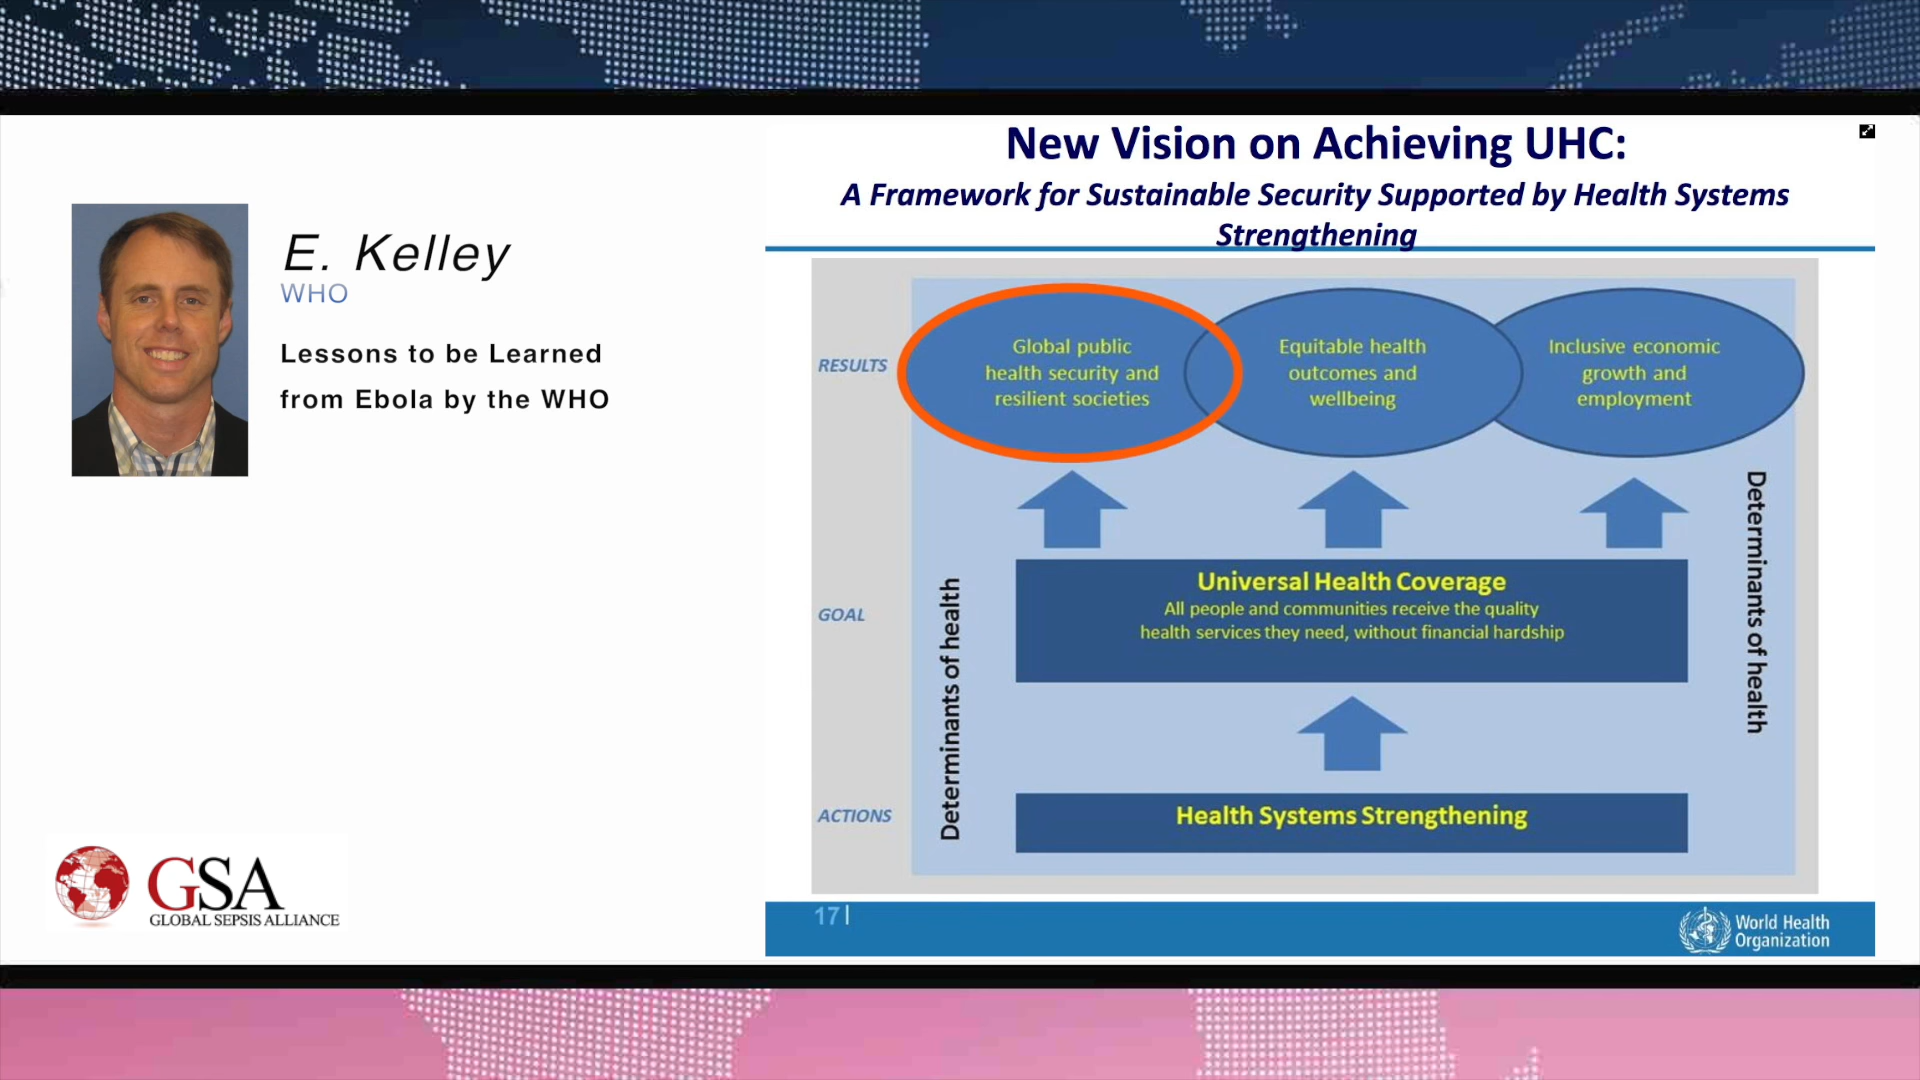 E. Kelley
WHO
Lessons to be Learned
from Ebola by the WHO
GSA
GLOBAL SEPSIS ALLIANCE
New Vision on Achieving UHC:
A Framework for Sustainable Security Supported by Health Systems
Strengthening
RESULTS
Global public
health security and
resilient societies
Equitable health
outcomes and
wellbeing
Inclusive economic
growth and
employment
Determinants of health
Determinants of health
GOAL
Universal Health Coverage
All people and communities receive the quality
health services they need, without financial hardship
ACTIONS
Health Systems Strengthening
17|
World Health
Organization